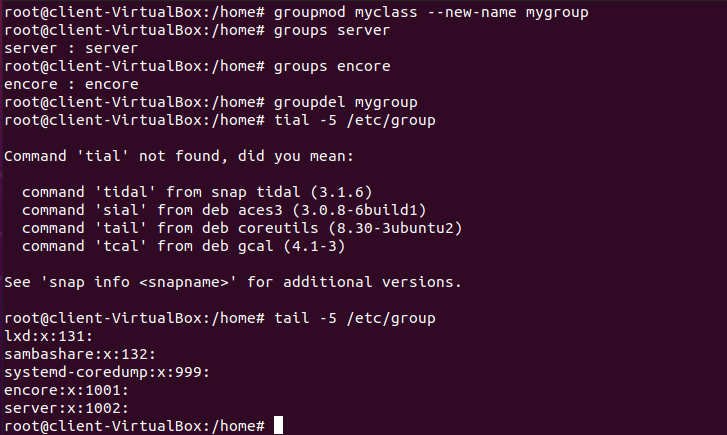 root@client-VirtualBox:/home# groupmod myclass --new-name mygroup
root@client-VirtualBox:/home# groups server
server : server
root@client-VirtualBox:/home# groups encore
encore : encore
root@client-VirtualBox:/home# groupdel mygroup
root@client-VirtualBox:/home# tial -5 /etc/group
Command 'tial' not found, did you mean:
command 'tidal' from snap tidal (3.1.6)
command 'sial' from deb aces3 (3.0.8-6build1)
command 'tail' from deb coreutils (8.30-3ubuntu2)
command 'tcal' from deb gcal (4.1-3)
See 'snap info <snapname>' for additional versions.
root@client-VirtualBox:/home# tail -5 /etc/group
lxd:x:131:
sambashare:x:132:
systemd-coredump:x:999:
encore:x:1001:
server:x:1002:
root@client-VirtualBox:/home#